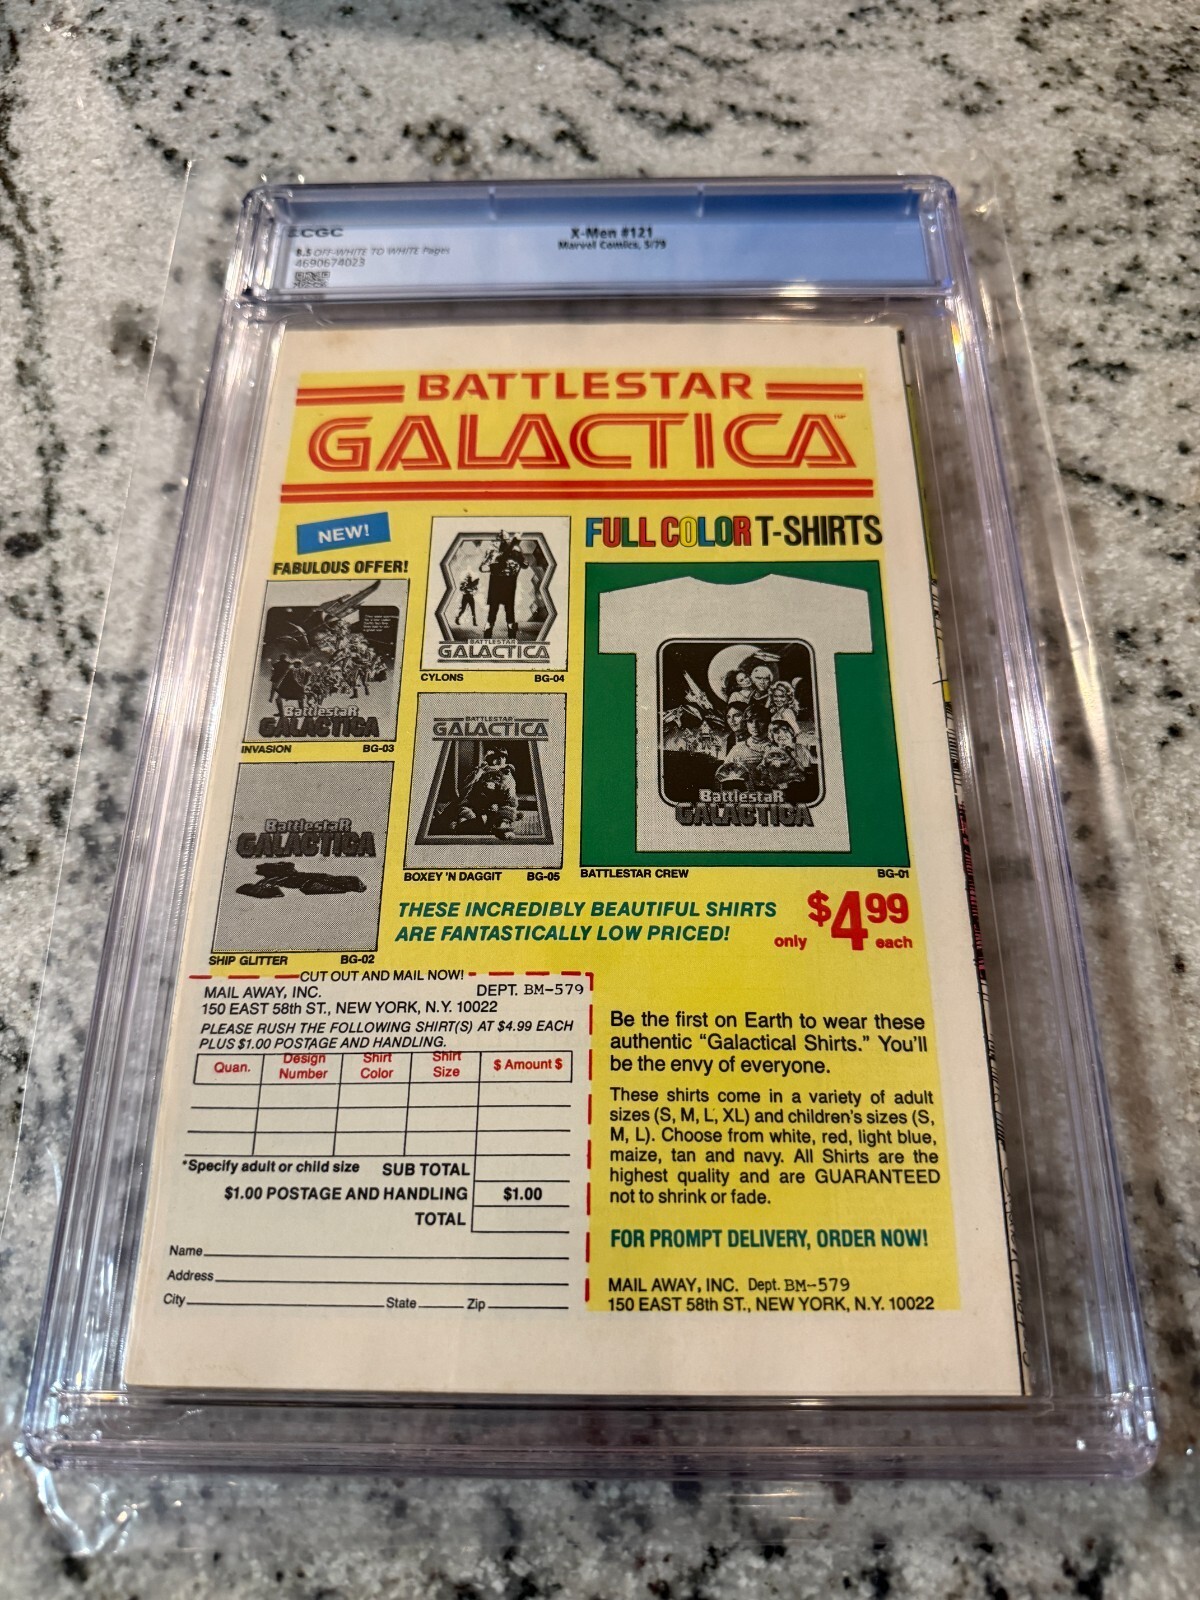 CGC
X-Men #121
8.5 OFF-WHITE TO WHITE Pages
Marvel Comics, 5/79
4690674023
BATTLESTAR
GALACTICA™
NEW!
FABULOUS OFFER!
FULL COLOR T-SHIRTS
BATTLESTAR
GALACTICA
CYLONS BG-04
BattlestaR
GALACTICA
INVASION BG-03
BATTLESTAR
GALACTICA
BOXEY 'N DAGGIT BG-05
BattlestaR
GALACTICA
BATTLESTAR CREW BG-01
BattlestaR
GALACTICA
SHIP GLITTER BG-02
THESE INCREDIBLY BEAUTIFUL SHIRTS
ARE FANTASTICALLY LOW PRICED!
only $4.99 each
CUT OUT AND MAIL NOW!
MAIL AWAY, INC. DEPT. BM-579
150 EAST 58th ST., NEW YORK, N.Y. 10022
PLEASE RUSH THE FOLLOWING SHIRT(S) AT $4.99 EACH
PLUS $1.00 POSTAGE AND HANDLING.
Quan. Design Number Shirt Color Shirt Size $ Amount $
*Specify adult or child size SUB TOTAL
$1.00 POSTAGE AND HANDLING $1.00
TOTAL
Name
Address
City State Zip
Be the first on Earth to wear these
authentic "Galactical Shirts." You'll
be the envy of everyone.
These shirts come in a variety of adult
sizes (S, M, L, XL) and children's sizes (S,
M, L). Choose from white, red, light blue,
maize, tan and navy. All Shirts are the
highest quality and are GUARANTEED
not to shrink or fade.
FOR PROMPT DELIVERY, ORDER NOW!
MAIL AWAY, INC. Dept. BM--579
150 EAST 58th ST., NEW YORK, N.Y. 10022